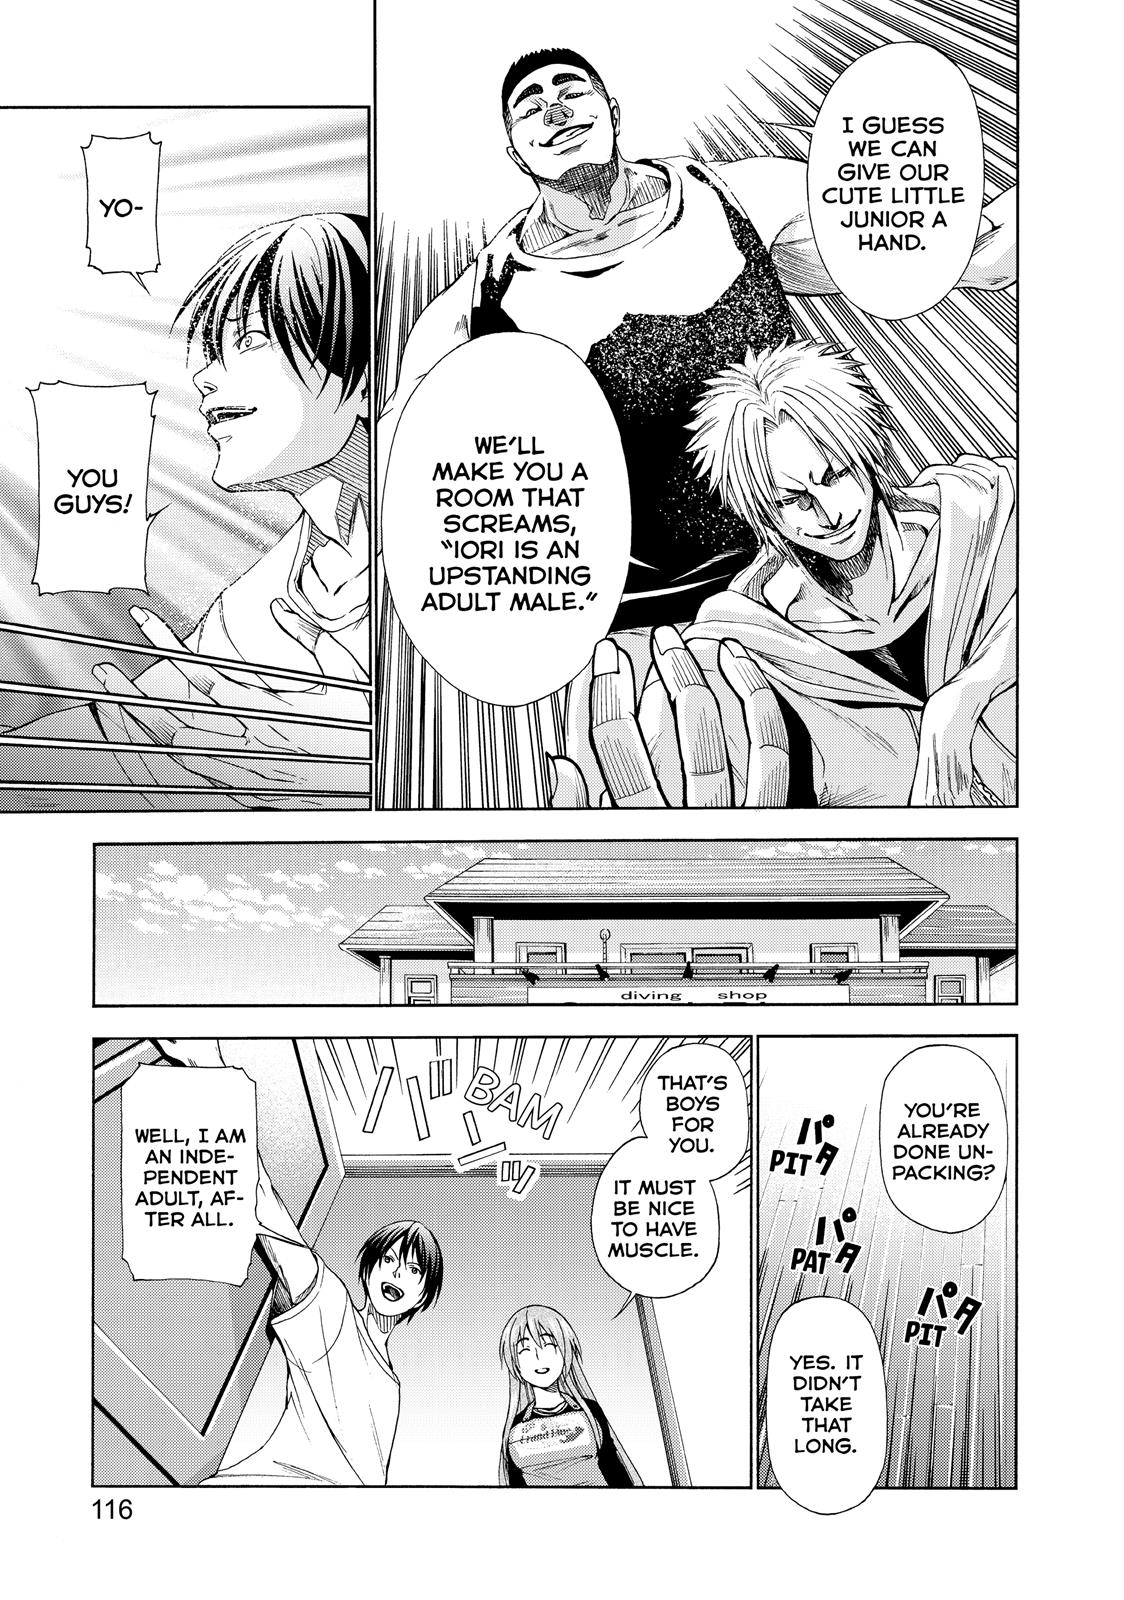 I GUESS
WE CAN
GIVE OUR
CUTE LITTLE
JUNIOR A
HAND.
WE'LL
MAKE YOU A
ROOM THAT
SCREAMS,
"IORI IS AN
UPSTANDING
ADULT MALE."
YO-
YOU
GUYS!
diving shop
YOU'RE
ALREADY
DONE UN-
PACKING?
パタ
PIT
パタ
PAT
パタ
PIT
YES. IT
DIDN'T
TAKE
THAT
LONG.
THAT'S
BOYS
FOR
YOU.
IT MUST
BE NICE
TO HAVE
MUSCLE.
バーン
BAM
WELL, I AM
AN INDE-
PENDENT
ADULT, AF-
TER ALL.
116